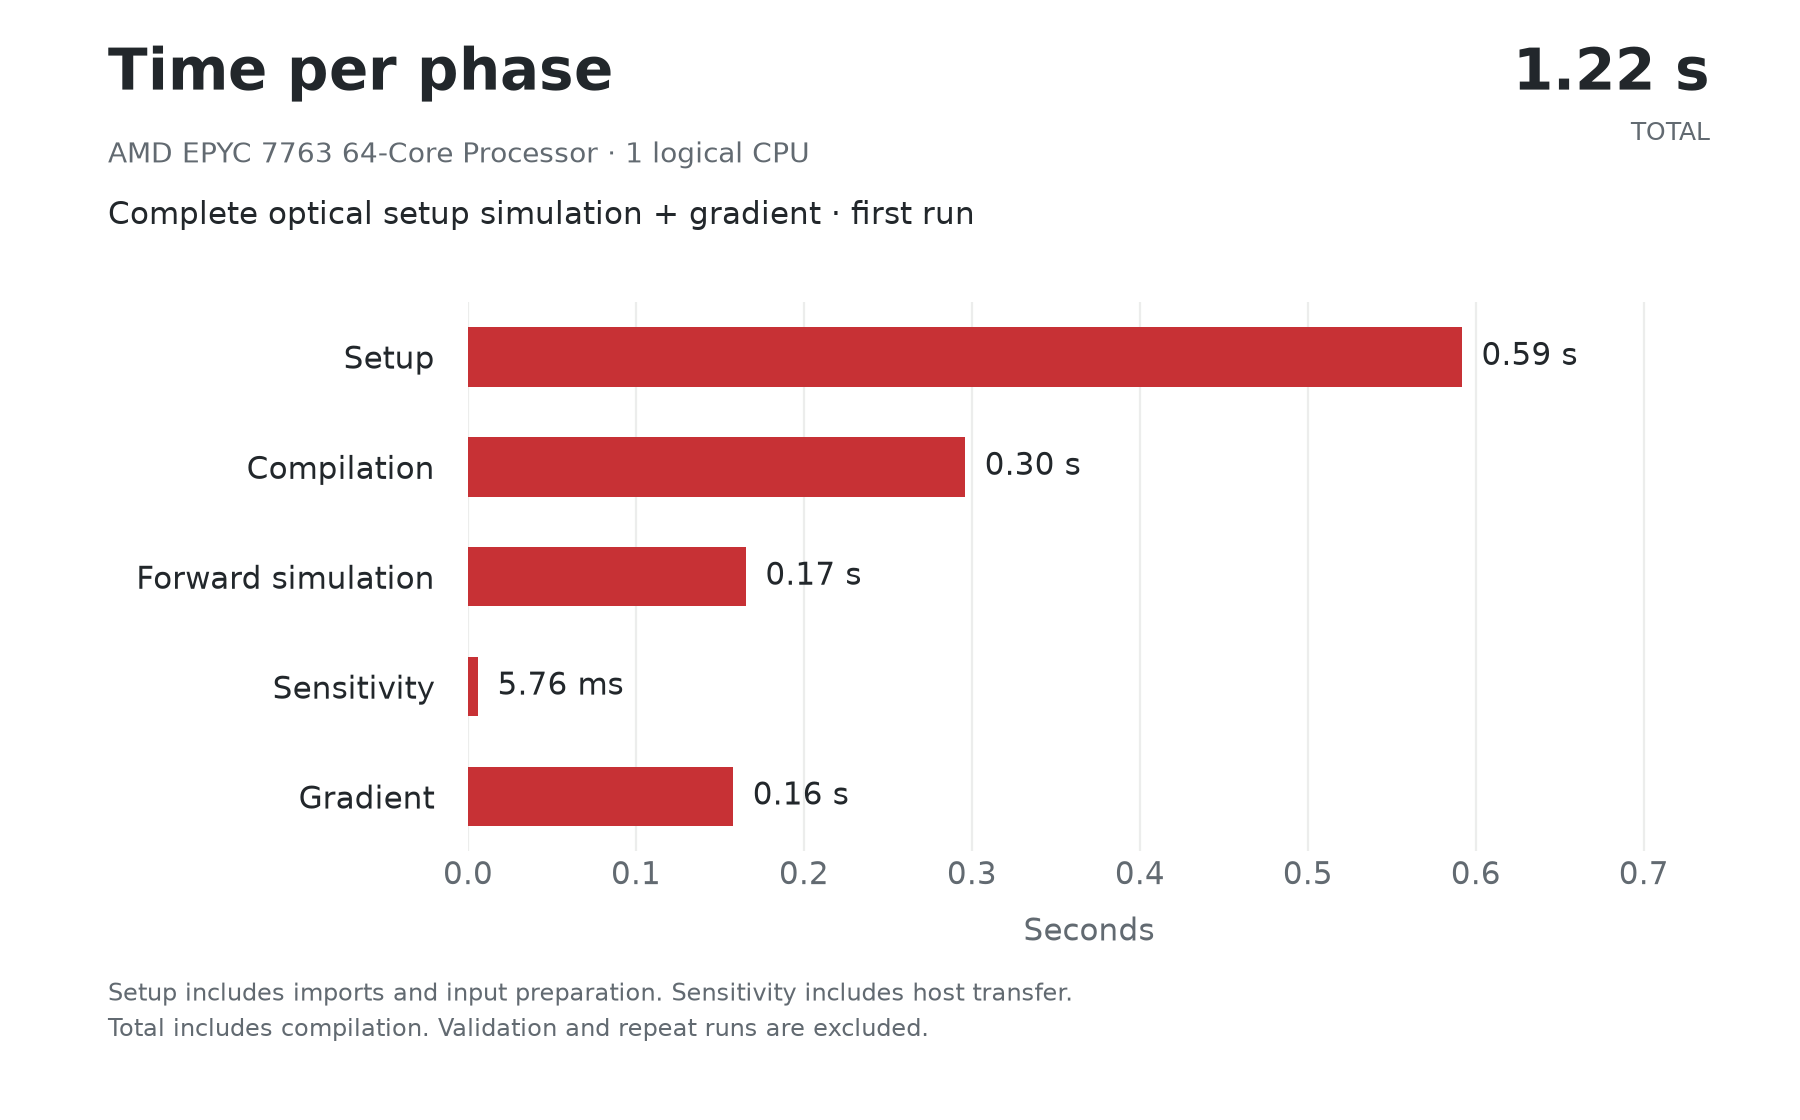 Time per phase
1.22 s
TOTAL
AMD EPYC 7763 64-Core Processor · 1 logical CPU
Complete optical setup simulation + gradient · first run
Setup 0.59 s
Compilation 0.30 s
Forward simulation 0.17 s
Sensitivity 5.76 ms
Gradient 0.16 s
0.0 0.1 0.2 0.3 0.4 0.5 0.6 0.7
Seconds
Setup includes imports and input preparation. Sensitivity includes host transfer.
Total includes compilation. Validation and repeat runs are excluded.